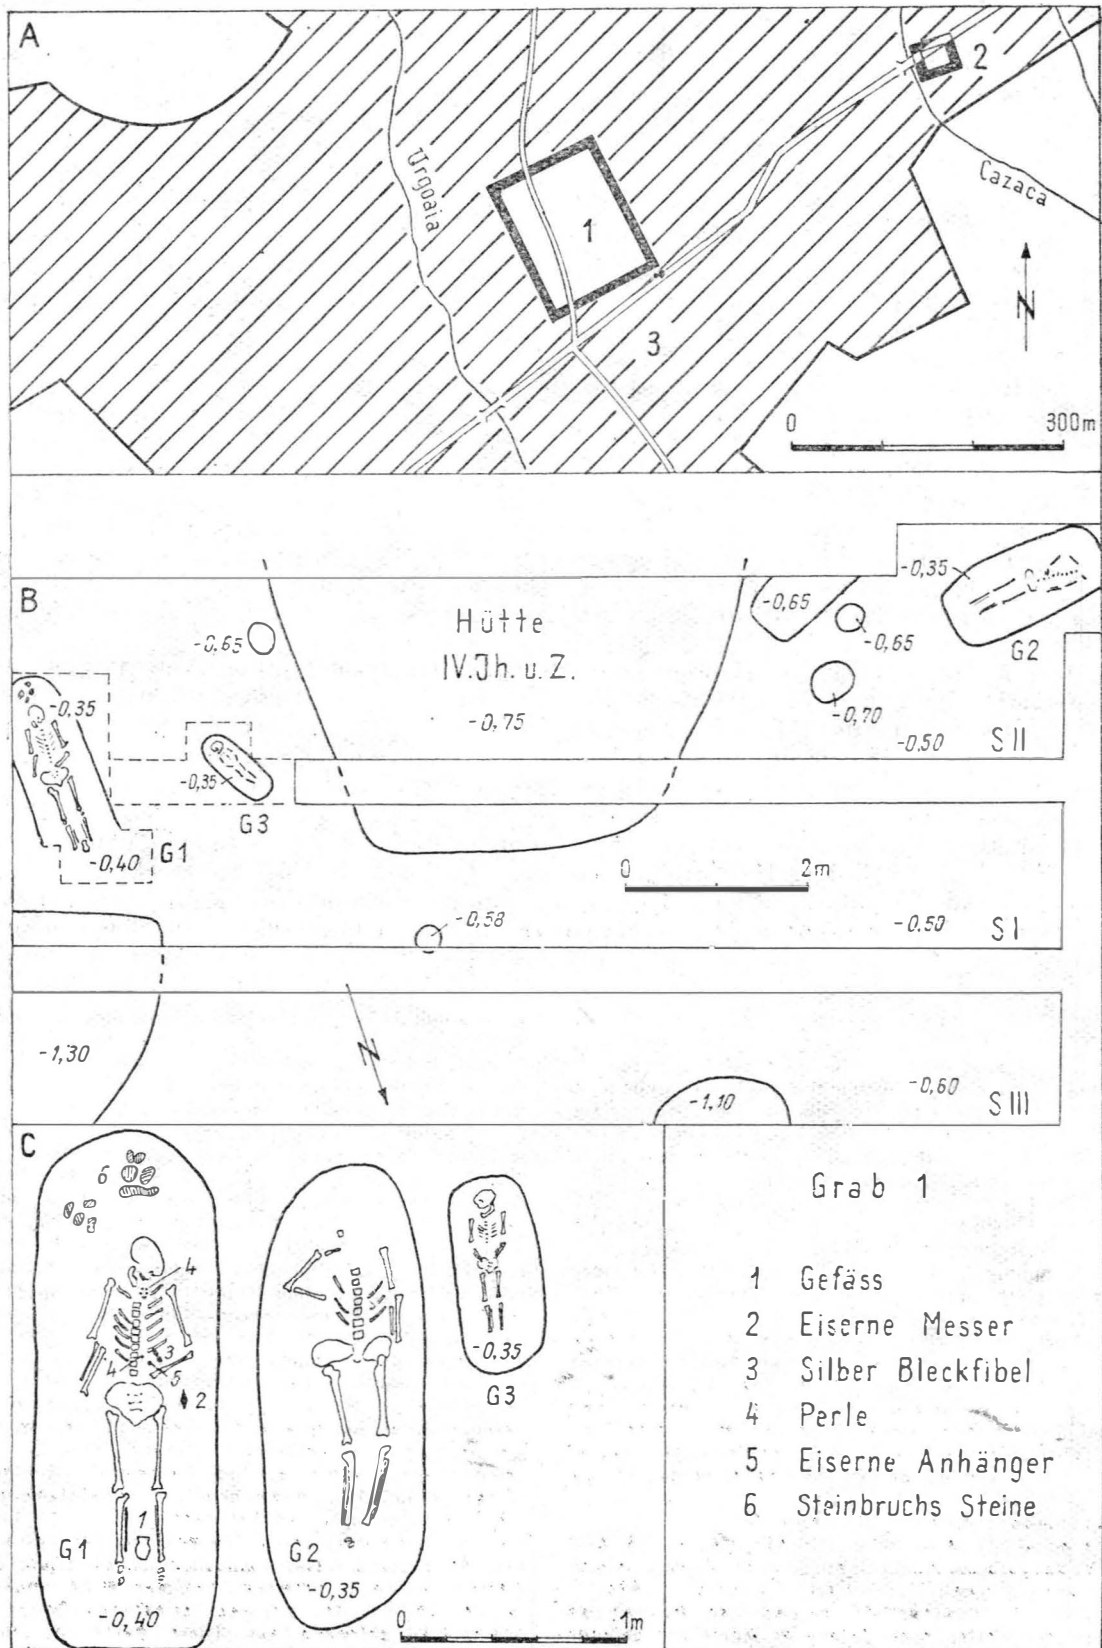 A
2
Urgoaia
Cazaca
1
N
3
0 300m
B
-0,35
-0,65
Hütte
-0,65
-0,65
IV. Jh. u. Z.
G2
-0,35
-0,75
-0,70
-0,50 S II
-0,35
G3
G1
-0,40
0 2m
-0,58
-0,50 S I
-1,30
N
-1,10
-0,60
S III
C
6
4
3
4
5
2
1
G1
-0,40
G2
-0,35
-0,35
G3
0 1m
Grab 1
1 Gefäss
2 Eiserne Messer
3 Silber Bleckfibel
4 Perle
5 Eiserne Anhänger
6 Steinbruchs Steine